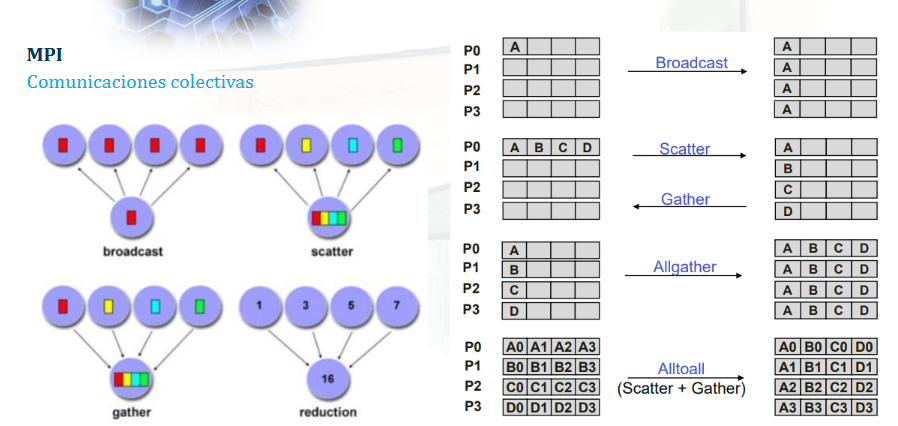 MPI
Comunicaciones colectivas
broadcast
scatter
1 3 5 7
16
gather
reduction
P0 A Broadcast A
P1 A
P2 A
P3 A
P0 A B C D Scatter A
P1 B
P2 Gather C
P3 D
P0 A A B C D
P1 B Allgather A B C D
P2 C A B C D
P3 D A B C D
P0 A0 A1 A2 A3 A0 B0 C0 D0
P1 B0 B1 B2 B3 Alltoall A1 B1 C1 D1
P2 C0 C1 C2 C3 (Scatter + Gather) A2 B2 C2 D2
P3 D0 D1 D2 D3 A3 B3 C3 D3